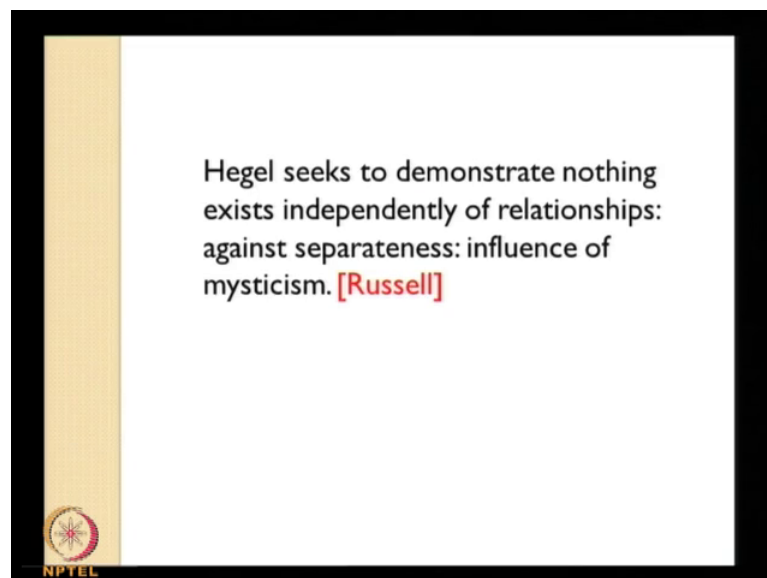 Hegel seeks to demonstrate nothing
exists independently of relationships:
against separateness: influence of
mysticism. [Russell]
NPTEL